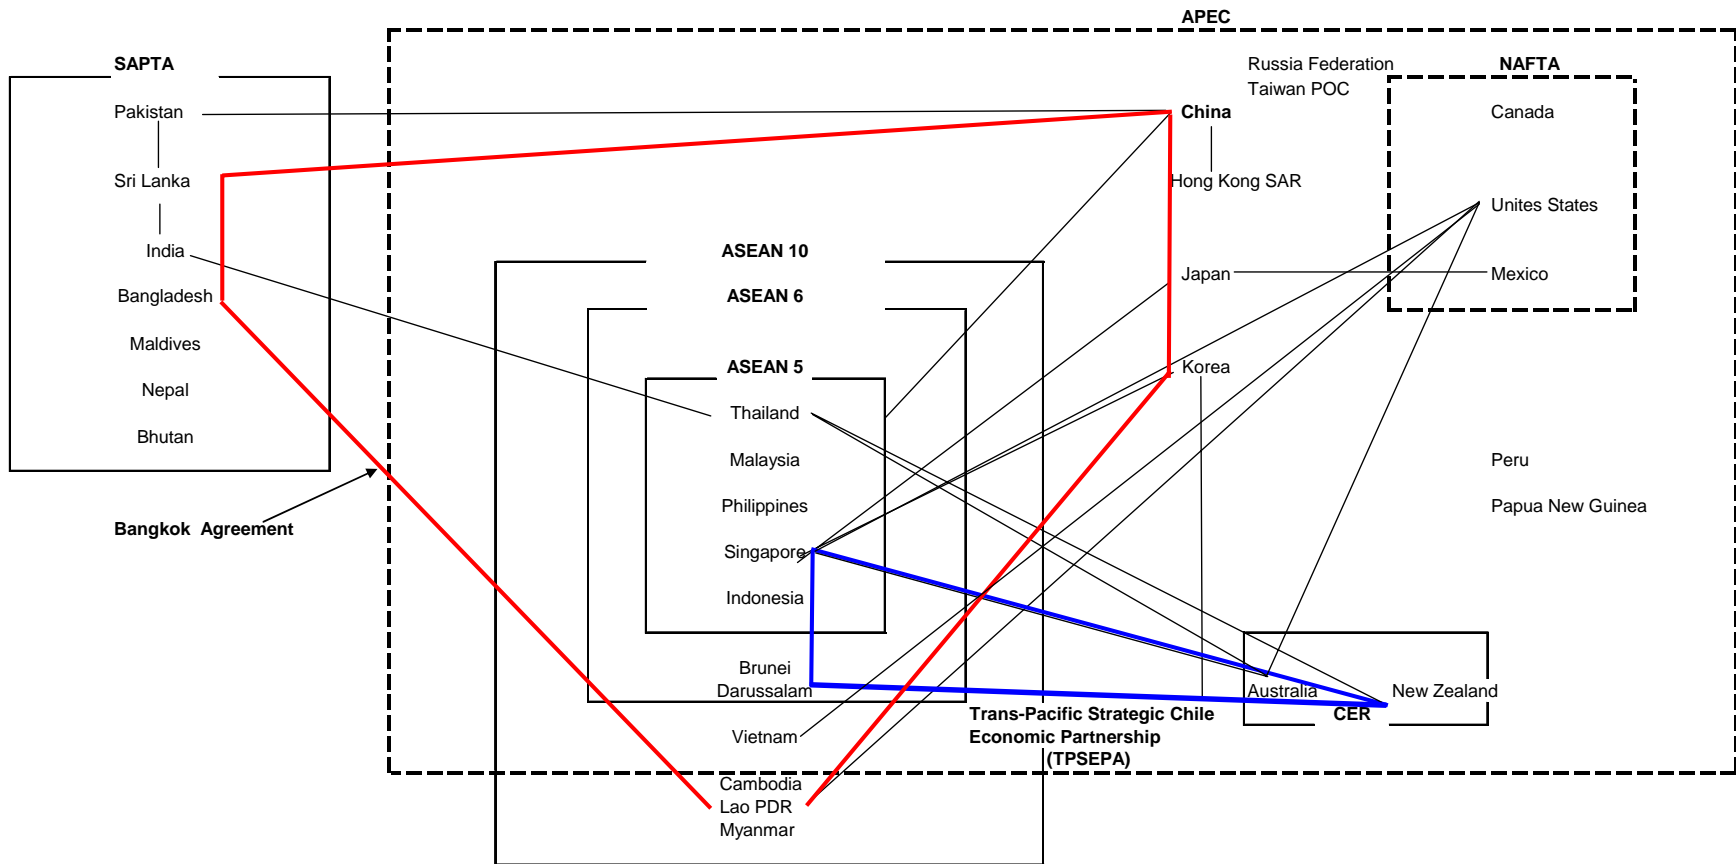 APEC
SAPTA
Russia Federation
NAFTA
Taiwan POC
Pakistan
China
Canada
Sri Lanka
Hong Kong SAR
Unites States
India
ASEAN 10
Japan
Mexico
Bangladesh
ASEAN 6
Maldives
ASEAN 5
Korea
Nepal
Thailand
Bhutan
Malaysia
Peru
Philippines
Papua New Guinea
Bangkok Agreement
Singapore
Indonesia
Brunei
Darussalam
Australia
New Zealand
Trans-Pacific Strategic Chile
CER
Economic Partnership
(TPSEPA)
Vietnam
Cambodia
Lao PDR
Myanmar